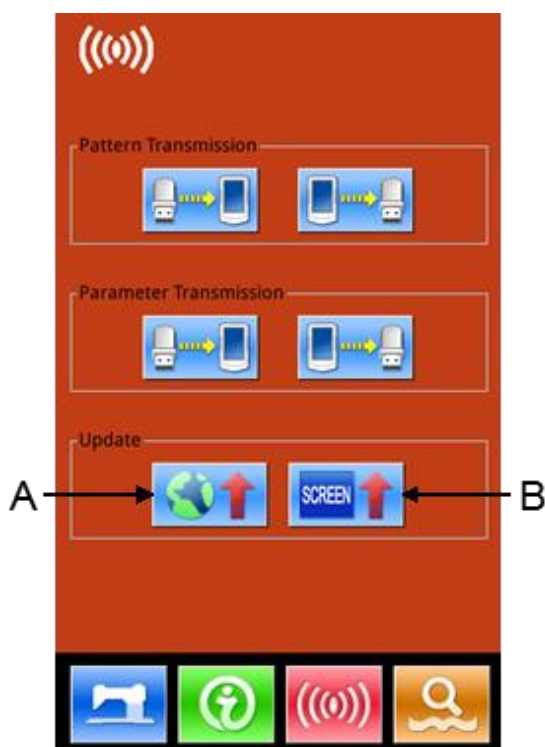 Pattern Transmission
Parameter Transmission
Update
A
SCREEN
B